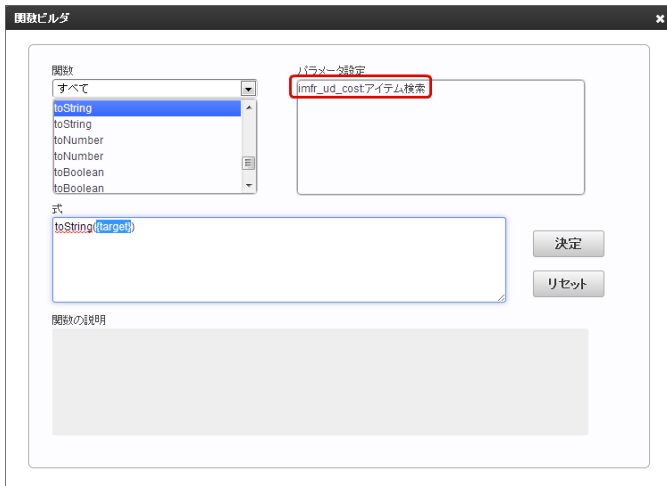 関数ビルダ
関数
パラメータ設定
すべて
imfr_ud_cost:アイテム検索
toString
toString
toNumber
toNumber
toBoolean
toBoolean
式
toString({target})
決定
リセット
関数の説明